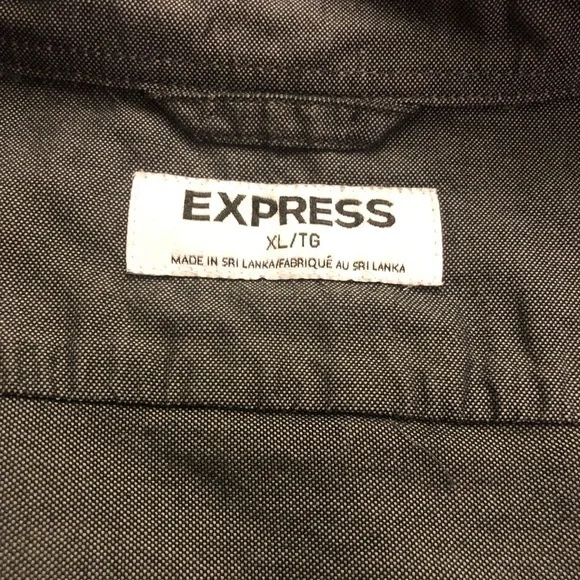 EXPRESS
XL/TG
MADE IN SRI LANKA/FABRIQUÉ AU SRI LANKA